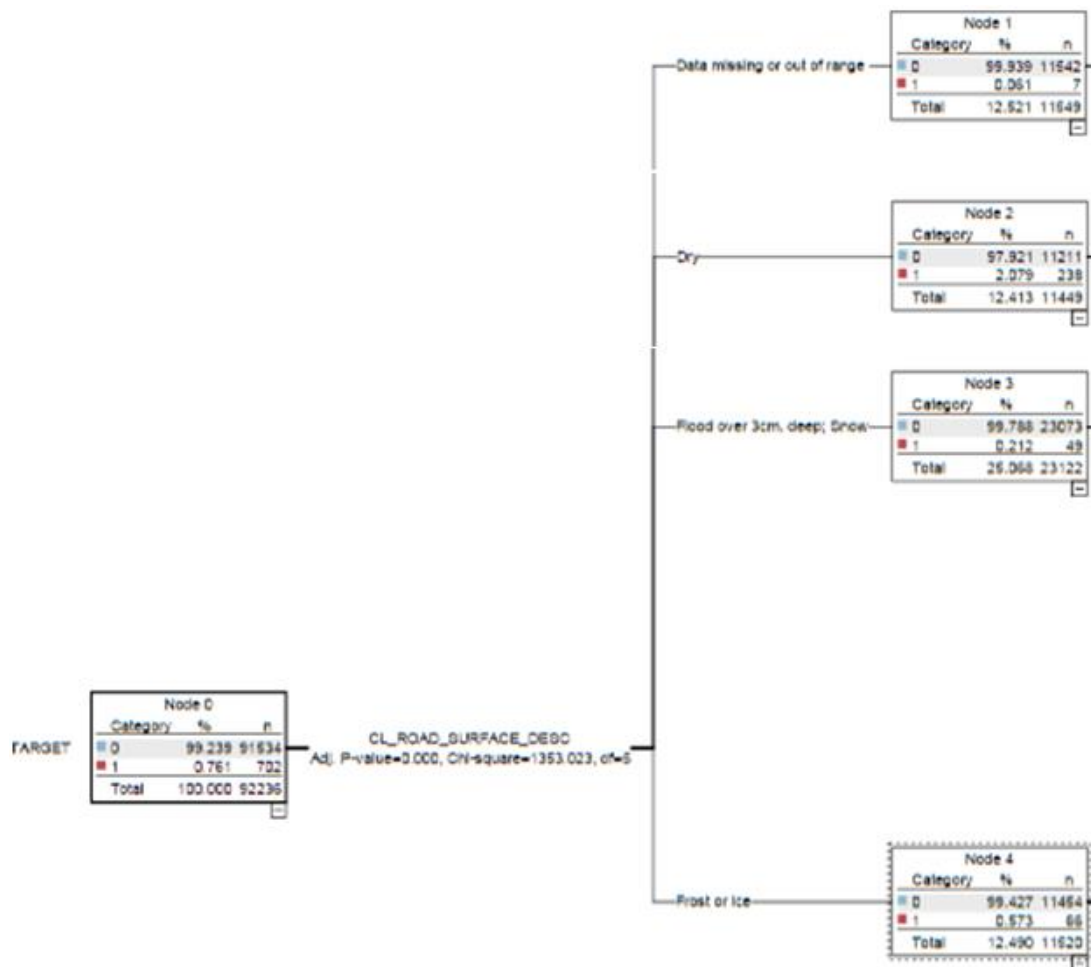 Node 1
Category % n
0 99.939 11542
1 0.061 7
Total 12.521 11549
Data missing or out of range
Node 2
Category % n
0 97.921 11211
1 2.079 238
Total 12.413 11449
Dry
Node 3
Category % n
0 99.788 23073
1 0.212 49
Total 25.068 23122
Flood over 3cm. deep; Snow
Node 0
Category % n
0 99.239 91534
1 0.761 702
Total 100.000 92236
TARGET
CL_ROAD_SURFACE_DESC
Adj. P-value=0.000, Chi-square=1353.023,
Node 4
Category % n
0 99.427 11454
1 0.573 66
Total 12.490 11520
Frost or Ice